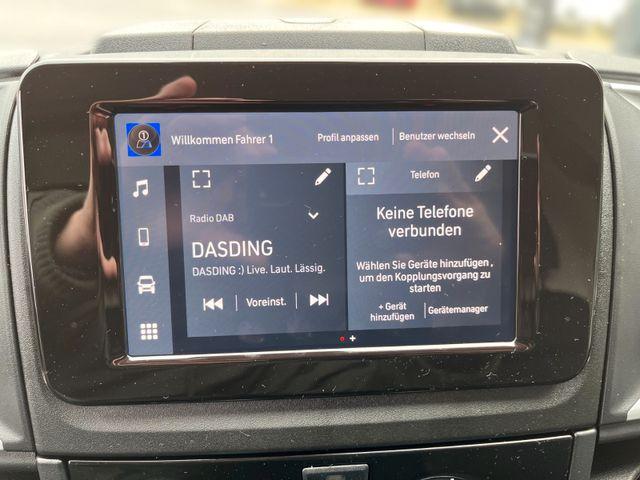 1
Willkommen Fahrer 1
Profil anpassen
Benutzer wechseln
Radio DAB
DASDING
DASDING :) Live. Laut. Lässig.
Voreinst.
Telefon
Keine Telefone
verbunden
Wählen Sie Geräte hinzufügen ,
um den Kopplungsvorgang zu
starten
+ Gerät
hinzufügen
Gerätemanager